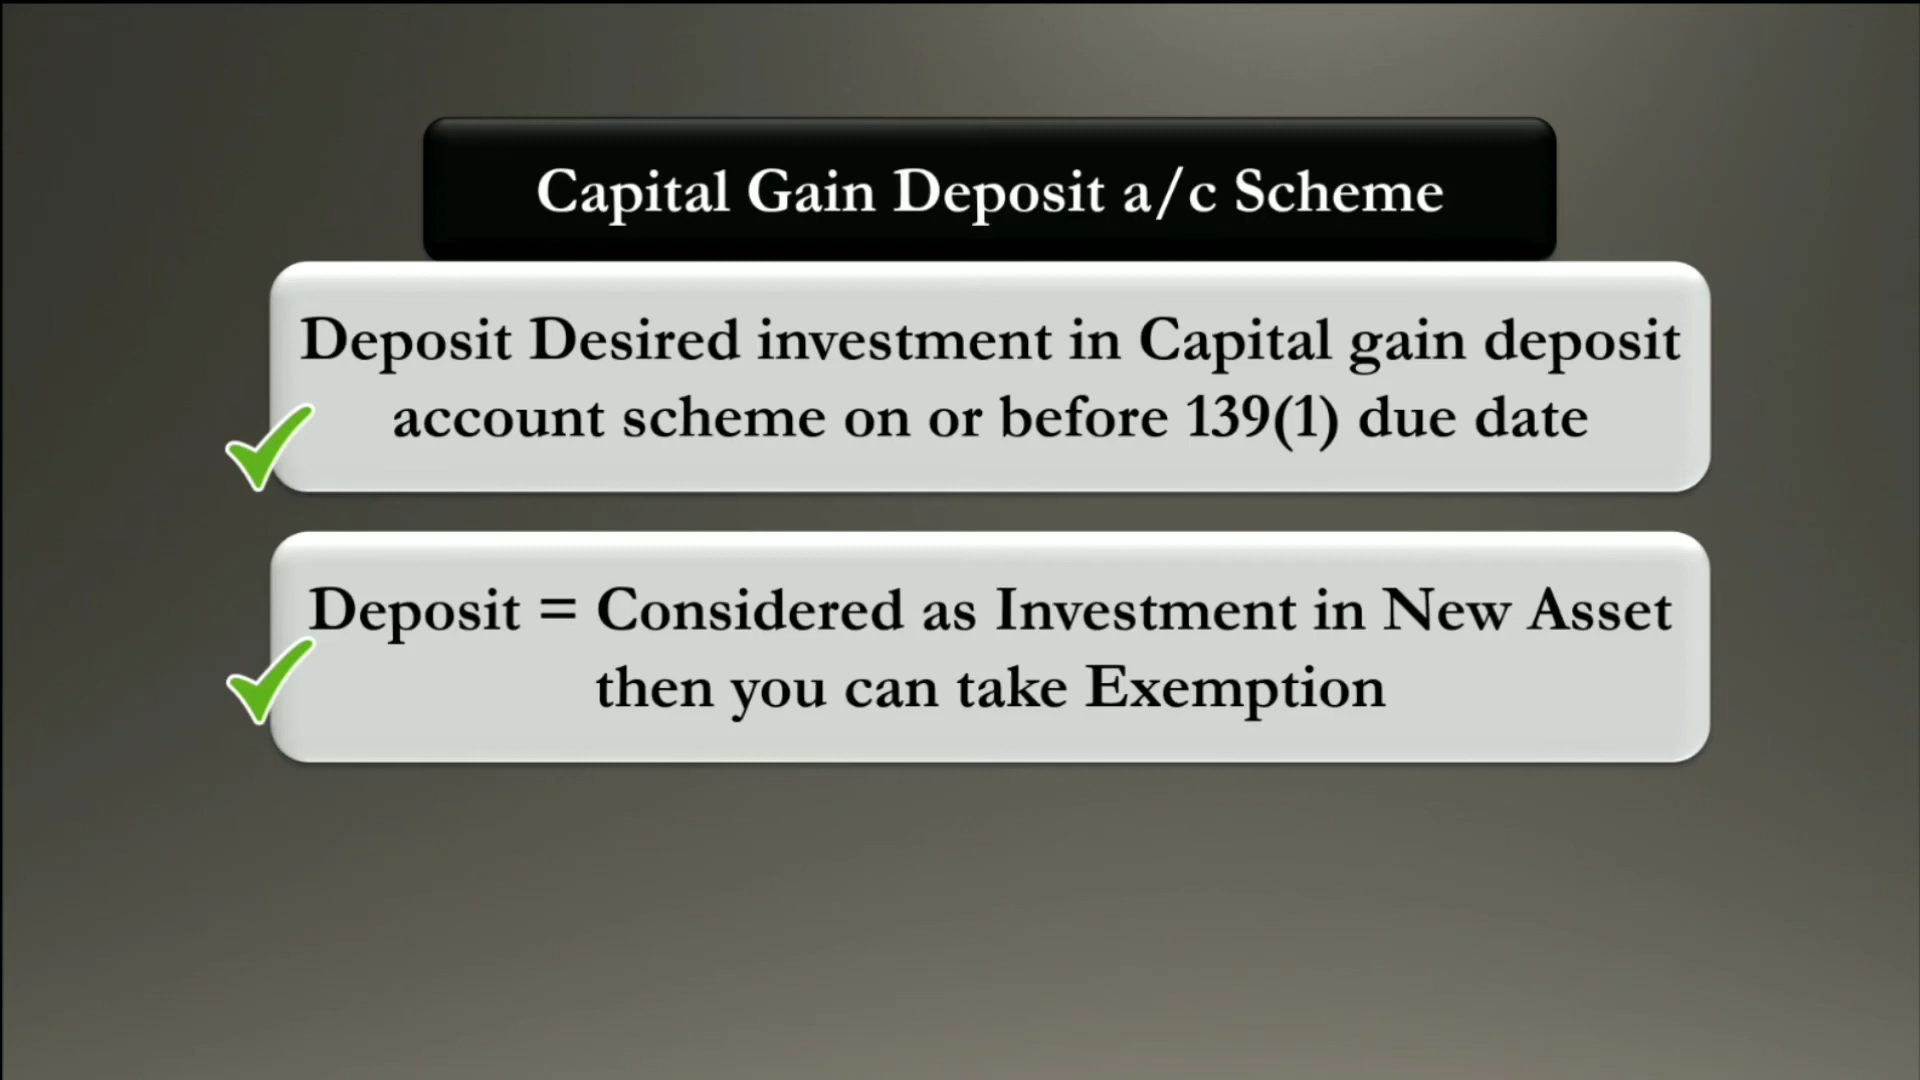 Capital Gain Deposit a/c Scheme
Deposit Desired investment in Capital gain deposit
account scheme on or before 139(1) due date
Deposit = Considered as Investment in New Asset
then you can take Exemption